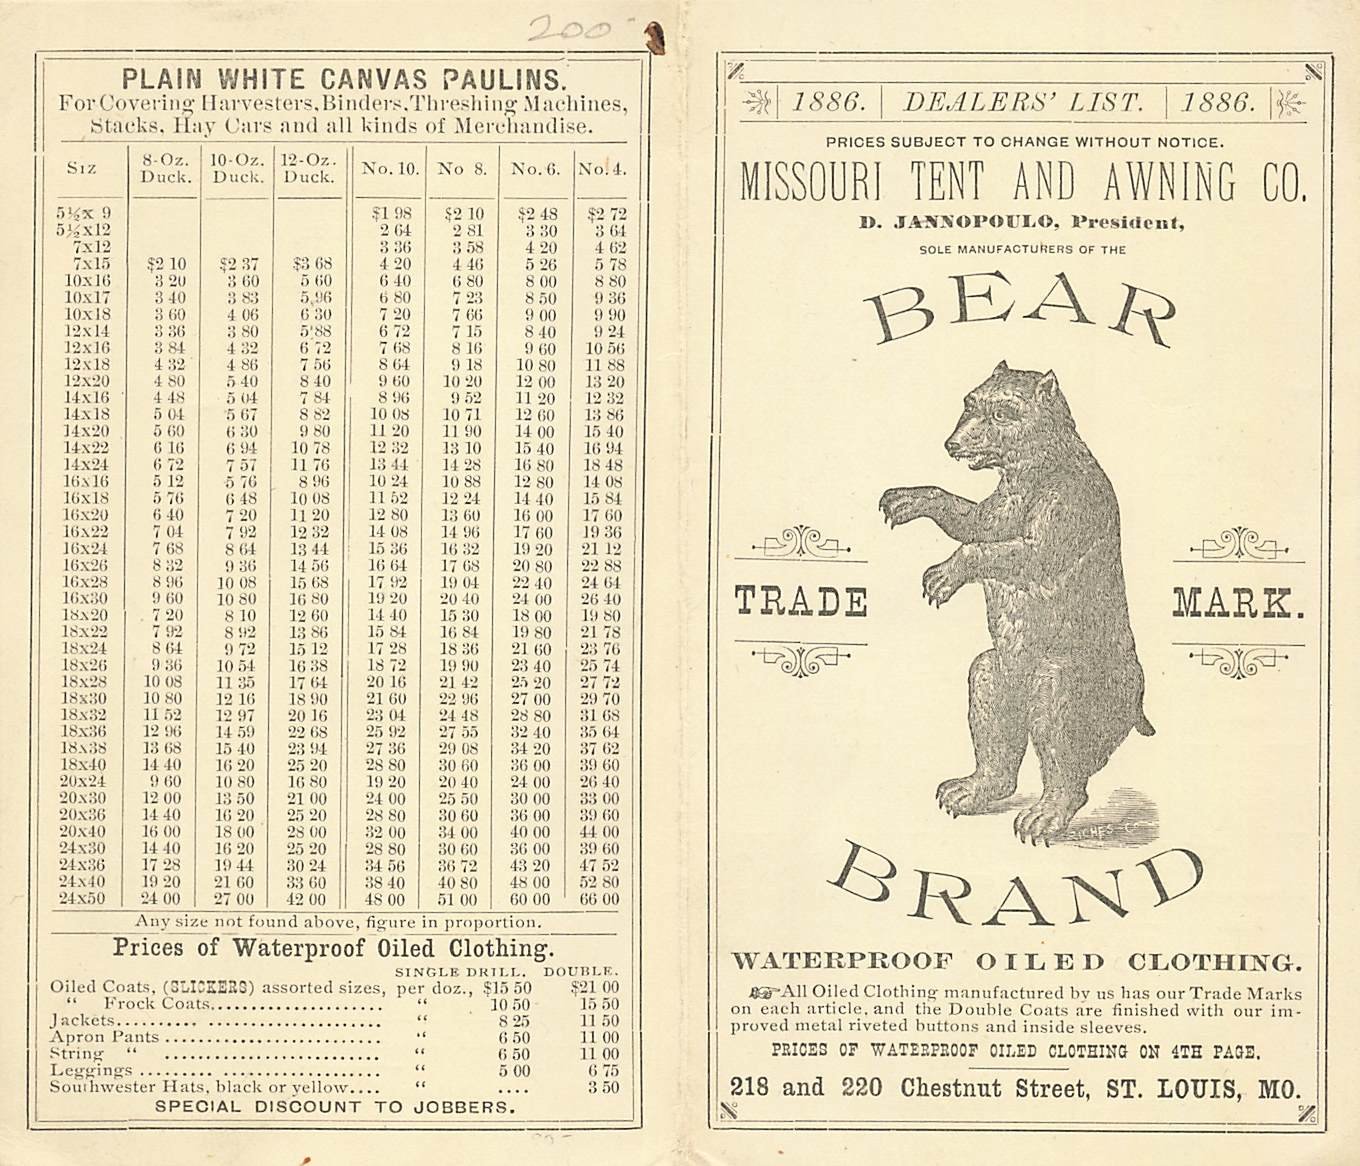 200
PLAIN WHITE CANVAS PAULINS.
For Covering Harvesters, Binders, Threshing Machines,
Stacks, Hay Cars and all kinds of Merchandise.
SIZ 8-Oz. Duck. 10-Oz. Duck. 12-Oz. Duck. No. 10. No 8. No. 6. No. 4.
5½x 9 $1 98 $2 10 $2 48 $2 72
5½x12 2 64 2 81 3 30 3 64
7x12 3 36 3 58 4 20 4 62
7x15 $2 10 $2 37 $3 68 4 20 4 46 5 26 5 78
10x16 3 20 3 60 5 60 6 40 6 80 8 00 8 80
10x17 3 40 3 83 5,96 6 80 7 23 8 50 9 36
10x18 3 60 4 06 6 30 7 20 7 66 9 00 9 90
12x14 3 36 3 80 5 88 6 72 7 15 8 40 9 24
12x16 3 84 4 32 6 72 7 68 8 16 9 60 10 56
12x18 4 32 4 86 7 56 8 64 9 18 10 80 11 88
12x20 4 80 5 40 8 40 9 60 10 20 12 00 13 20
14x16 4 48 5 04 7 84 8 96 9 52 11 20 12 32
14x18 5 04 5 67 8 82 10 08 10 71 12 60 13 86
14x20 5 60 6 30 9 80 11 20 11 90 14 00 15 40
14x22 6 16 6 94 10 78 12 32 13 10 15 40 16 94
14x24 6 72 7 57 11 76 13 44 14 28 16 80 18 48
16x16 5 12 5 76 8 96 10 24 10 88 12 80 14 08
16x18 5 76 6 48 10 08 11 52 12 24 14 40 15 84
16x20 6 40 7 20 11 20 12 80 13 60 16 00 17 60
16x22 7 04 7 92 12 32 14 08 14 96 17 60 19 36
16x24 7 68 8 64 13 44 15 36 16 32 19 20 21 12
16x26 8 32 9 36 14 56 16 64 17 68 20 80 22 88
16x28 8 96 10 08 15 68 17 92 19 04 22 40 24 64
16x30 9 60 10 80 16 80 19 20 20 40 24 00 26 40
18x20 7 20 8 10 12 60 14 40 15 30 18 00 19 80
18x22 7 92 8 92 13 86 15 84 16 84 19 80 21 78
18x24 8 64 9 72 15 12 17 28 18 36 21 60 23 76
18x26 9 36 10 54 16 38 18 72 19 90 23 40 25 74
18x28 10 08 11 35 17 64 20 16 21 42 25 20 27 72
18x30 10 80 12 16 18 90 21 60 22 96 27 00 29 70
18x32 11 52 12 97 20 16 23 04 24 48 28 80 31 68
18x36 12 96 14 59 22 68 25 92 27 55 32 40 35 64
18x38 13 68 15 40 23 94 27 36 29 08 34 20 37 62
18x40 14 40 16 20 25 20 28 80 30 60 36 00 39 60
20x24 9 60 10 80 16 80 19 20 20 40 24 00 26 40
20x30 12 00 13 50 21 00 24 00 25 50 30 00 33 00
20x36 14 40 16 20 25 20 28 80 30 60 36 00 39 60
20x40 16 00 18 00 28 00 32 00 34 00 40 00 44 00
24x30 14 40 16 20 25 20 28 80 30 60 36 00 39 60
24x36 17 28 19 44 30 24 34 56 36 72 43 20 47 52
24x40 19 20 21 60 33 60 38 40 40 80 48 00 52 80
24x50 24 00 27 00 42 00 48 00 51 00 60 00 66 00
Any size not found above, figure in proportion.
Prices of Waterproof Oiled Clothing.
SINGLE DRILL. DOUBLE.
Oiled Coats, (SLICKERS) assorted sizes, per doz., $15 50 $21 00
" Frock Coats..................... " 10 50 15 50
Jackets.......... ...................... " 8 25 11 50
Apron Pants ........................... " 6 50 11 00
String " ........................... " 6 50 11 00
Leggings ......... ..................... " 5 00 6 75
Southwester Hats, black or yellow.... " .... 3 50
SPECIAL DISCOUNT TO JOBBERS.
1886. DEALERS' LIST. 1886.
PRICES SUBJECT TO CHANGE WITHOUT NOTICE.
MISSOURI TENT AND AWNING CO.
D. JANNOPOULO, President,
SOLE MANUFACTURERS OF THE
BEAR
TRADE MARK.
RICHES & CO
BRAND
WATERPROOF OILED CLOTHING.
☞All Oiled Clothing manufactured by us has our Trade Marks
on each article, and the Double Coats are finished with our im-
proved metal riveted buttons and inside sleeves.
PRICES OF WATERPROOF OILED CLOTHING ON 4TH PAGE.
218 and 220 Chestnut Street, ST. LOUIS, MO.